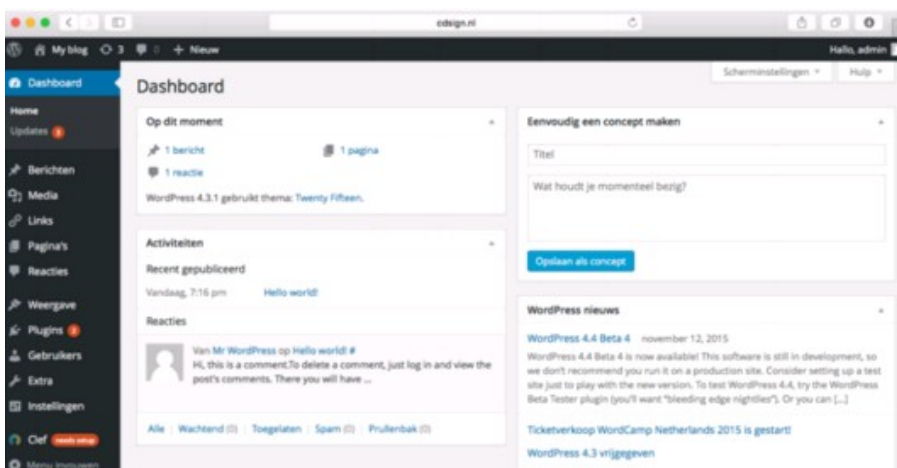 cdsign.nl
My blog 3 0 + Nieuw
Hallo, admin
Dashboard
Home
Updates 3
Berichten
Media
Links
Pagina's
Reacties
Weergave
Plugins 2
Gebruikers
Extra
Instellingen
Clef needs setup
Menu invouwen
Scherminstellingen
Hulp
Dashboard
Op dit moment
1 bericht
1 pagina
1 reactie
WordPress 4.3.1 gebruikt thema: Twenty Fifteen.
Activiteiten
Recent gepubliceerd
Vandaag, 7:16 pm Hello world!
Reacties
Van Mr WordPress op Hello world! #
Hi, this is a comment.To delete a comment, just log in and view the
post's comments. There you will have ...
Alle | Wachtend (0) | Toegelaten | Spam (0) | Prullenbak (0)
Eenvoudig een concept maken
Titel
Wat houdt je momenteel bezig?
Opslaan als concept
WordPress nieuws
WordPress 4.4 Beta 4 november 12, 2015
WordPress 4.4 Beta 4 is now available! This software is still in development, so
we don't recommend you run it on a production site. Consider setting up a test
site just to play with the new version. To test WordPress 4.4, try the WordPress
Beta Tester plugin (you'll want "bleeding edge nightlies"). Or you can [...]
Ticketverkoop WordCamp Netherlands 2015 is gestart!
WordPress 4.3 vrijgegeven